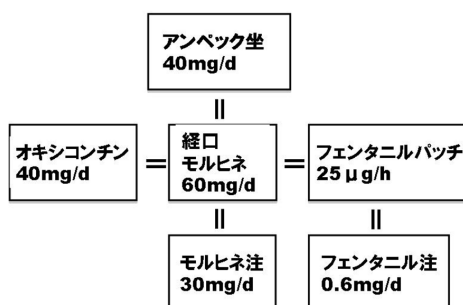 アンペック坐
40mg/d
オキシコンチン
40mg/d
=
経口
モルヒネ
60mg/d
=
フェンタニルパッチ
25μg/h
モルヒネ注
30mg/d
フェンタニル注
0.6mg/d